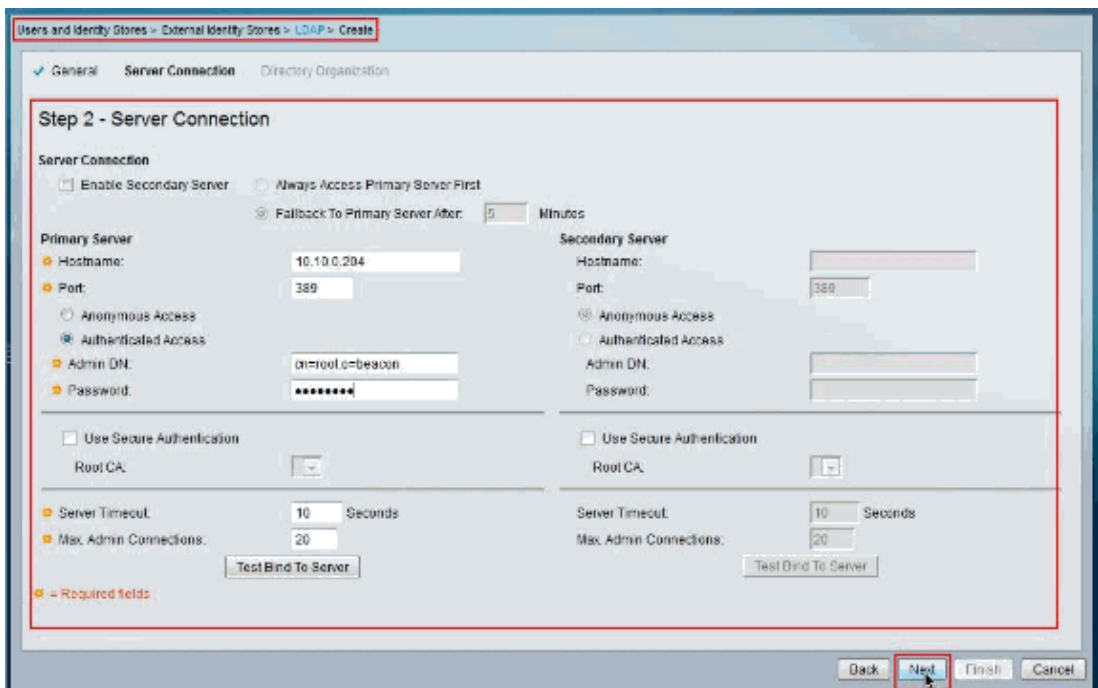 Users and Identity Stores > External Identity Stores > LDAP > Create
General Server Connection Directory Organization
Step 2 - Server Connection
Server Connection
Enable Secondary Server Always Access Primary Server First
Failback To Primary Server After: 5 Minutes
Primary Server Secondary Server
Hostname: 10.10.0.204 Hostname:
Port: 389 Port: 389
Anonymous Access Anonymous Access
Authenticated Access Authenticated Access
Admin DN: cn=root,o=beacon Admin DN:
Password: •••••••• Password:
Use Secure Authentication Use Secure Authentication
Root CA: Root CA:
Server Timeout: 10 Seconds Server Timeout: 10 Seconds
Max. Admin Connections: 20 Max. Admin Connections: 20
Test Bind To Server Test Bind To Server
= Required fields
Back Next Finish Cancel